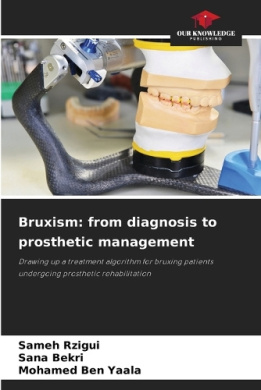 OUR KNOWLEDGE
PUBLISHING
Bruxism: from diagnosis to
prosthetic management
Drawing up a treatment algorithm for bruxing patients
undergoing prosthetic rehabilitation
Sameh Rzigui
Sana Bekri
Mohamed Ben Yaala